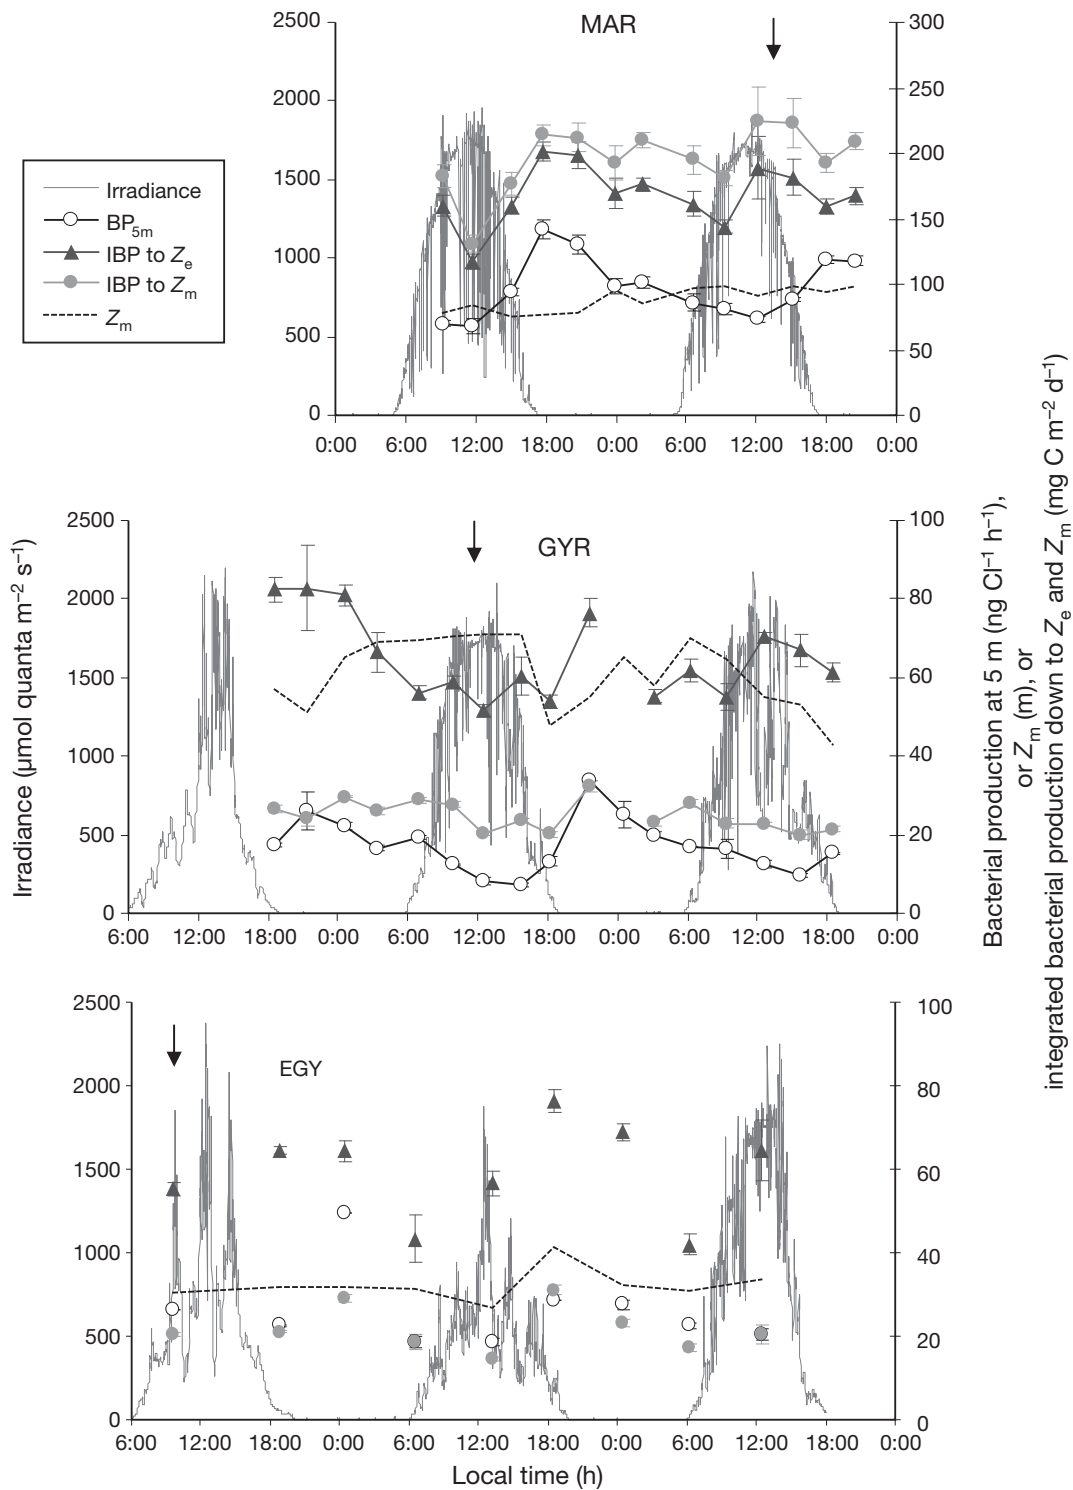 MAR
2500
2000
1500
1000
500
0
300
250
200
150
100
50
0
0:00 6:00 12:00 18:00 0:00 6:00 12:00 18:00 0:00
Irradiance
BP5m
IBP to Ze
IBP to Zm
Zm
GYR
2500
2000
1500
1000
500
0
100
80
60
40
20
0
6:00 12:00 18:00 0:00 6:00 12:00 18:00 0:00 6:00 12:00 18:00 0:00
EGY
2500
2000
1500
1000
500
0
100
80
60
40
20
0
6:00 12:00 18:00 0:00 6:00 12:00 18:00 0:00 6:00 12:00 0:00
Local time (h)
Irradiance (µmol quanta m–2 s–1)
Bacterial production at 5 m (ng Cl–1 h–1),
or Zm (m), or
integrated bacterial production down to Ze and Zm (mg C m–2 d–1)